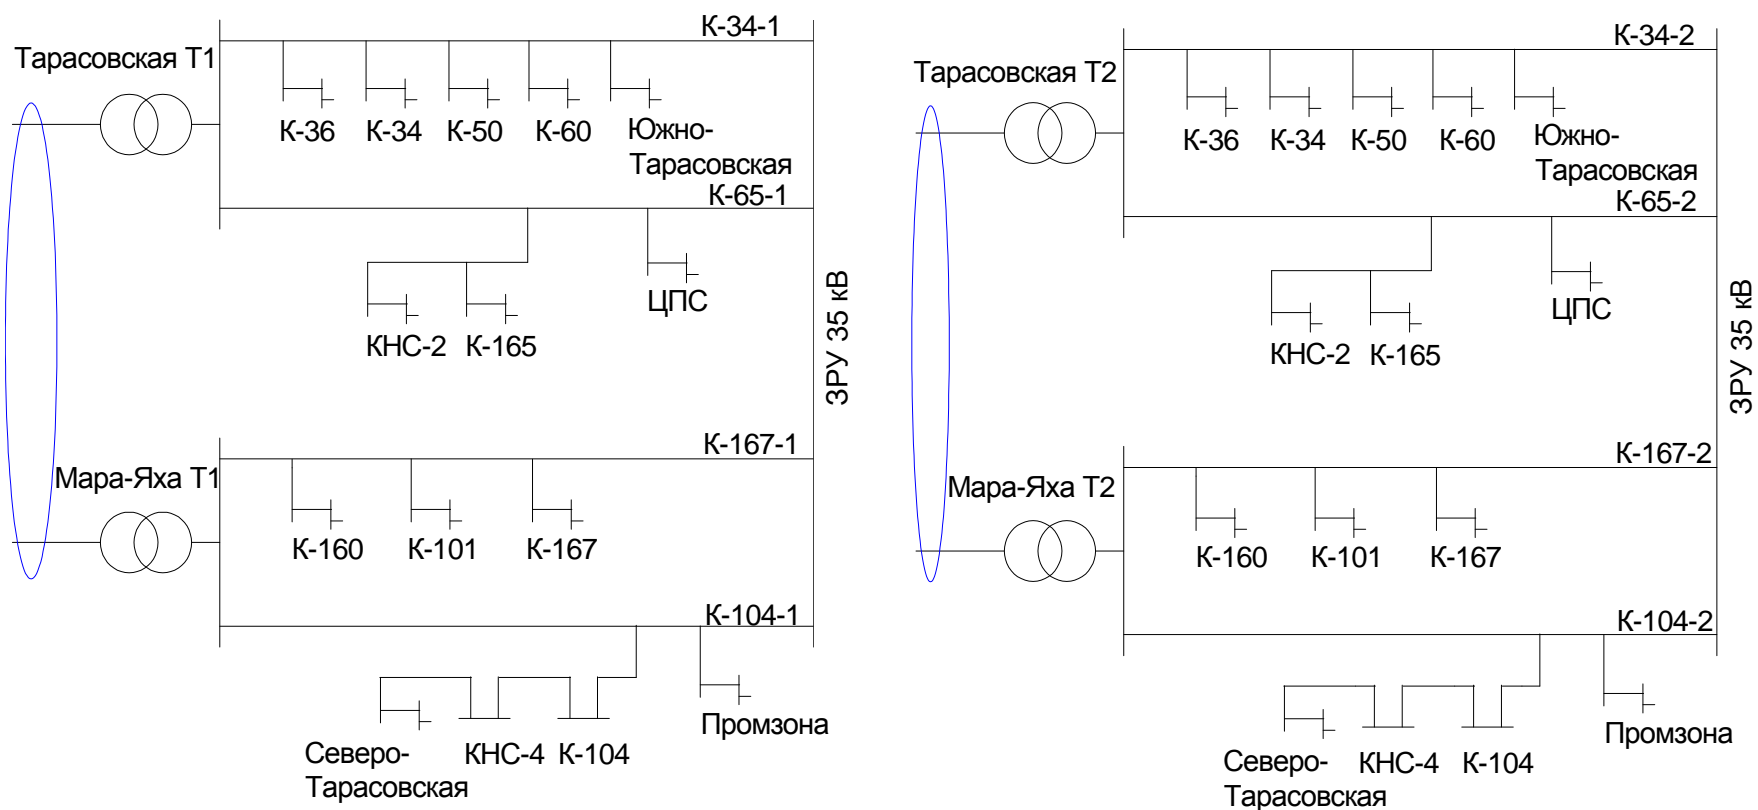 К-34-1
Тарасовская Т1
К-36
К-34
К-50
К-60
Южно-
Тарасовская
К-65-1
КНС-2
К-165
ЦПС
ЗРУ 35 кВ
К-167-1
Мара-Яха Т1
К-160
К-101
К-167
К-104-1
Северо-
Тарасовская
КНС-4
К-104
Промзона
К-34-2
Тарасовская Т2
К-36
К-34
К-50
К-60
Южно-
Тарасовская
К-65-2
КНС-2
К-165
ЦПС
ЗРУ 35 кВ
К-167-2
Мара-Яха Т2
К-160
К-101
К-167
К-104-2
Северо-
Тарасовская
КНС-4
К-104
Промзона